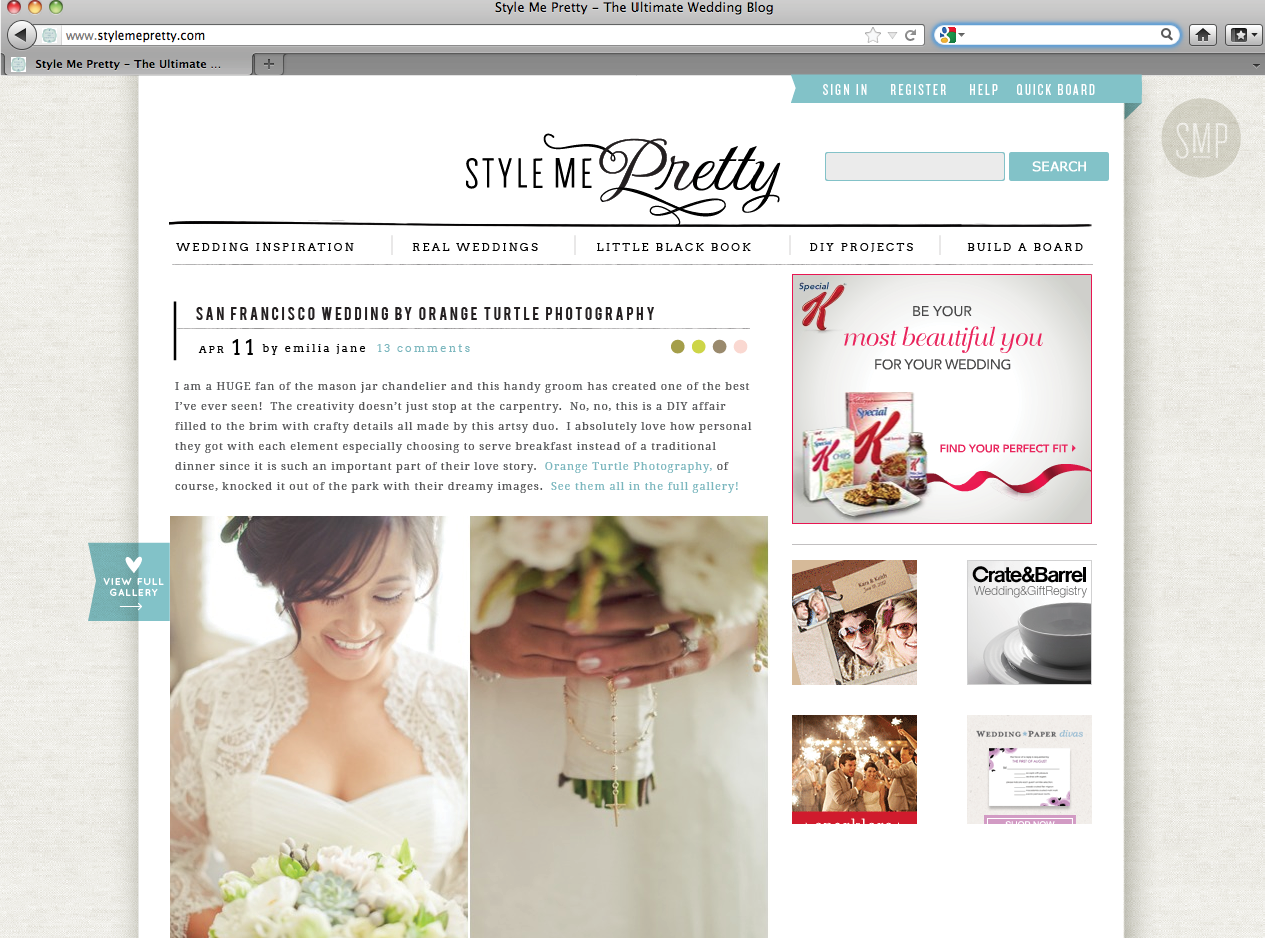 Style Me Pretty – The Ultimate Wedding Blog
www.stylemepretty.com
Style Me Pretty – The Ultimate ...
SIGN IN REGISTER HELP QUICK BOARD
SMP
STYLE ME Pretty
SEARCH
WEDDING INSPIRATION REAL WEDDINGS LITTLE BLACK BOOK DIY PROJECTS BUILD A BOARD
SAN FRANCISCO WEDDING BY ORANGE TURTLE PHOTOGRAPHY
APR 11 by emilia jane 13 comments
I am a HUGE fan of the mason jar chandelier and this handy groom has created one of the best
I've ever seen! The creativity doesn't just stop at the carpentry. No, no, this is a DIY affair
filled to the brim with crafty details all made by this artsy duo. I absolutely love how personal
they got with each element especially choosing to serve breakfast instead of a traditional
dinner since it is such an important part of their love story. Orange Turtle Photography, of
course, knocked it out of the park with their dreamy images. See them all in the full gallery!
VIEW FULL
GALLERY
Special
K
BE YOUR
most beautiful you
FOR YOUR WEDDING
Special
K
FIND YOUR PERFECT FIT
Kara & Keith
Crate&Barrel
Wedding&GiftRegistry
WEDDING PAPER divas
SHOP NOW